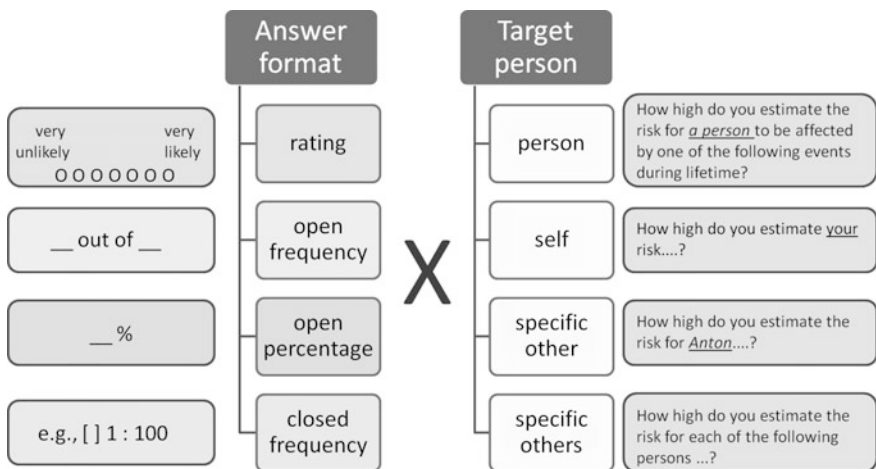 Answer
format
Target
person
very very
unlikely likely
O O O O O O O
rating
person
How high do you estimate the
risk for a person to be affected
by one of the following events
during lifetime?
__ out of __
open
frequency
X
self
How high do you estimate your
risk....?
__ %
open
percentage
specific
other
How high do you estimate the
risk for Anton....?
e.g., [ ] 1 : 100
closed
frequency
specific
others
How high do you estimate the
risk for each of the following
persons ...?